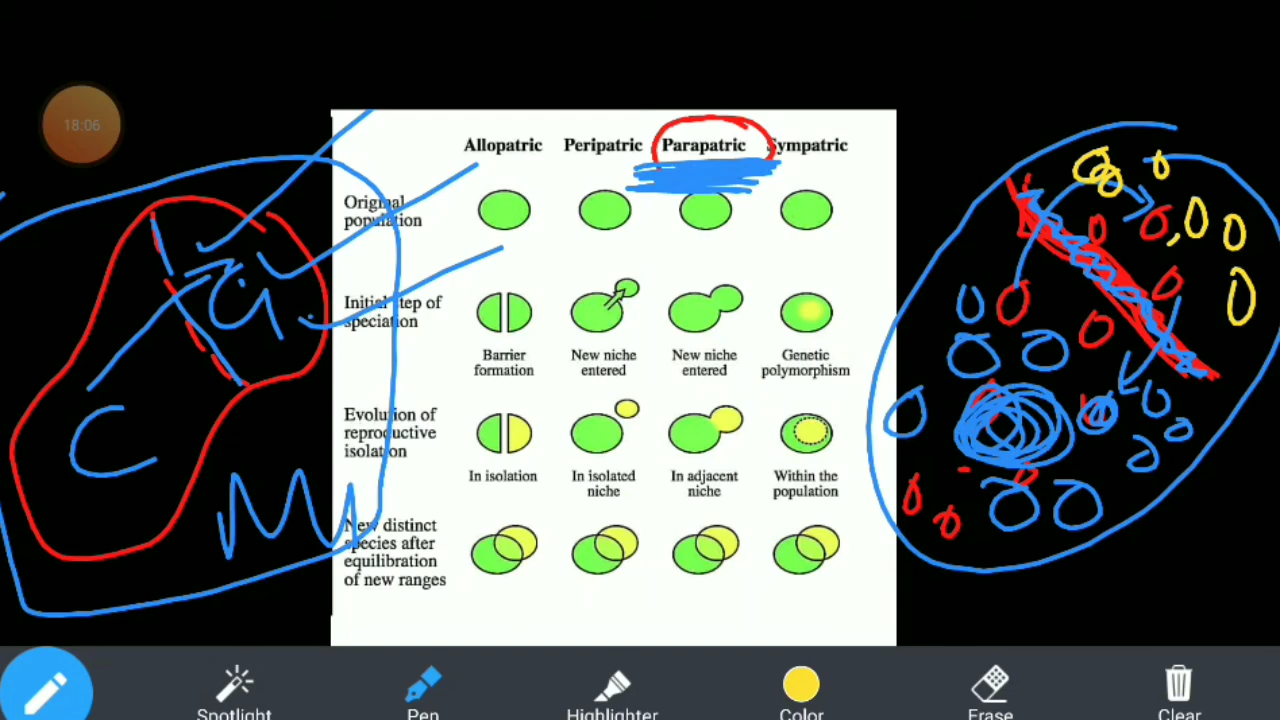 18:06
Allopatric Peripatric Parapatric Sympatric
Original
population
Initial step of
speciation
Barrier
formation
New niche
entered
New niche
entered
Genetic
polymorphism
Evolution of
reproductive
isolation
In isolation
In isolated
niche
In adjacent
niche
Within the
population
New distinct
species after
equilibration
of new ranges
C
M
Spotlight Pen Highlighter Color Erase Clear